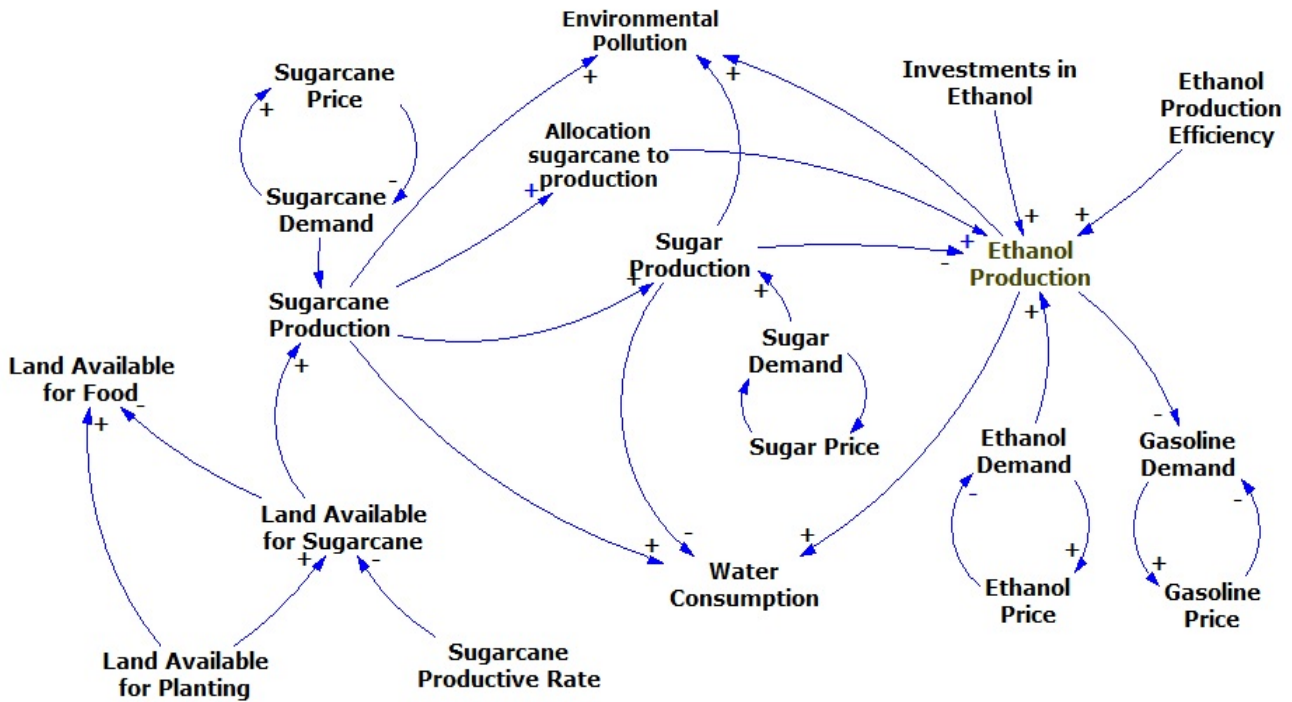 Environmental
Pollution
+
+
Sugarcane
Price
+
-
Sugarcane
Demand
Investments in
Ethanol
Ethanol
Production
Efficiency
Allocation
sugarcane to
production
+
Sugar
Production
+
+
+
+
+
-
Ethanol
Production
+
Sugarcane
Production
+
Sugar
Demand
Sugar Price
Land Available
for Food
+
-
Ethanol
Demand
-
+
Ethanol
Price
-
Gasoline
Demand
-
+
Gasoline
Price
Land Available
for Sugarcane
+
-
+
-
+
Water
Consumption
Land Available
for Planting
Sugarcane
Productive Rate